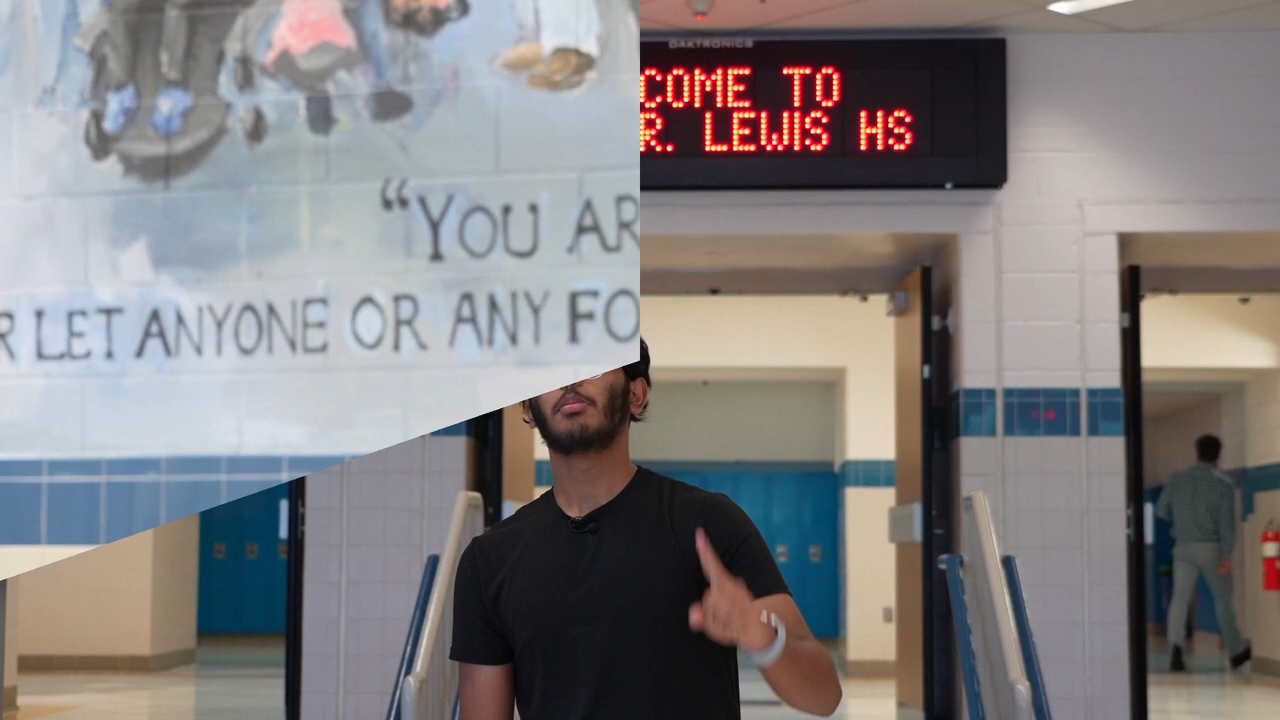 "YOU AR
R LET ANYONE OR ANY FO
DAKTRONICS
COME TO
R. LEWIS HS